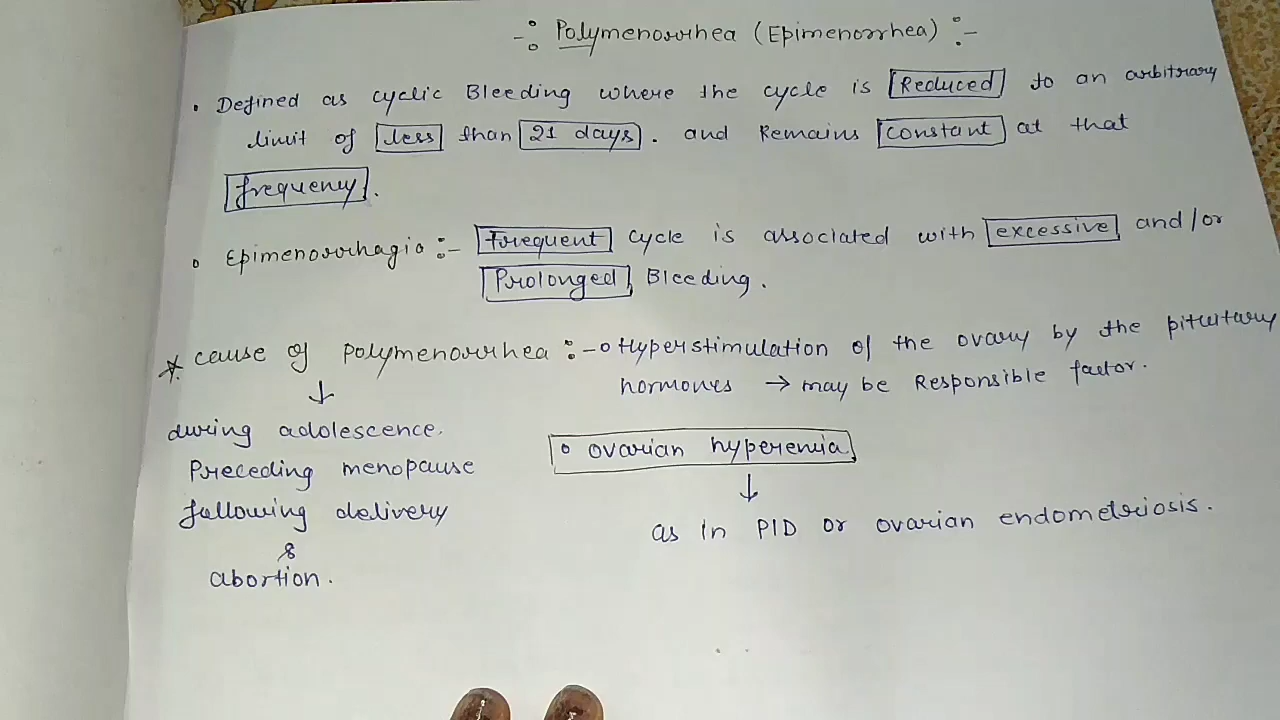 -: Polymenorrhea (Epimenorrhea) :-
• Defined as cyclic Bleeding where the cycle is Reduced to an arbitrary
limit of less than 21 days. and Remains constant at that
frequency.
• Epimenorrhagia :- Frequent cycle is associated with excessive and/or
Prolonged Bleeding.
* cause of polymenorrhea :-
↓
during adolescence.
Preceding menopause
following delivery
&
abortion.
o Hyperstimulation of the ovary by the pituitary
hormones → may be Responsible factor.
o ovarian hyperemia
↓
as in PID or ovarian endometriosis.